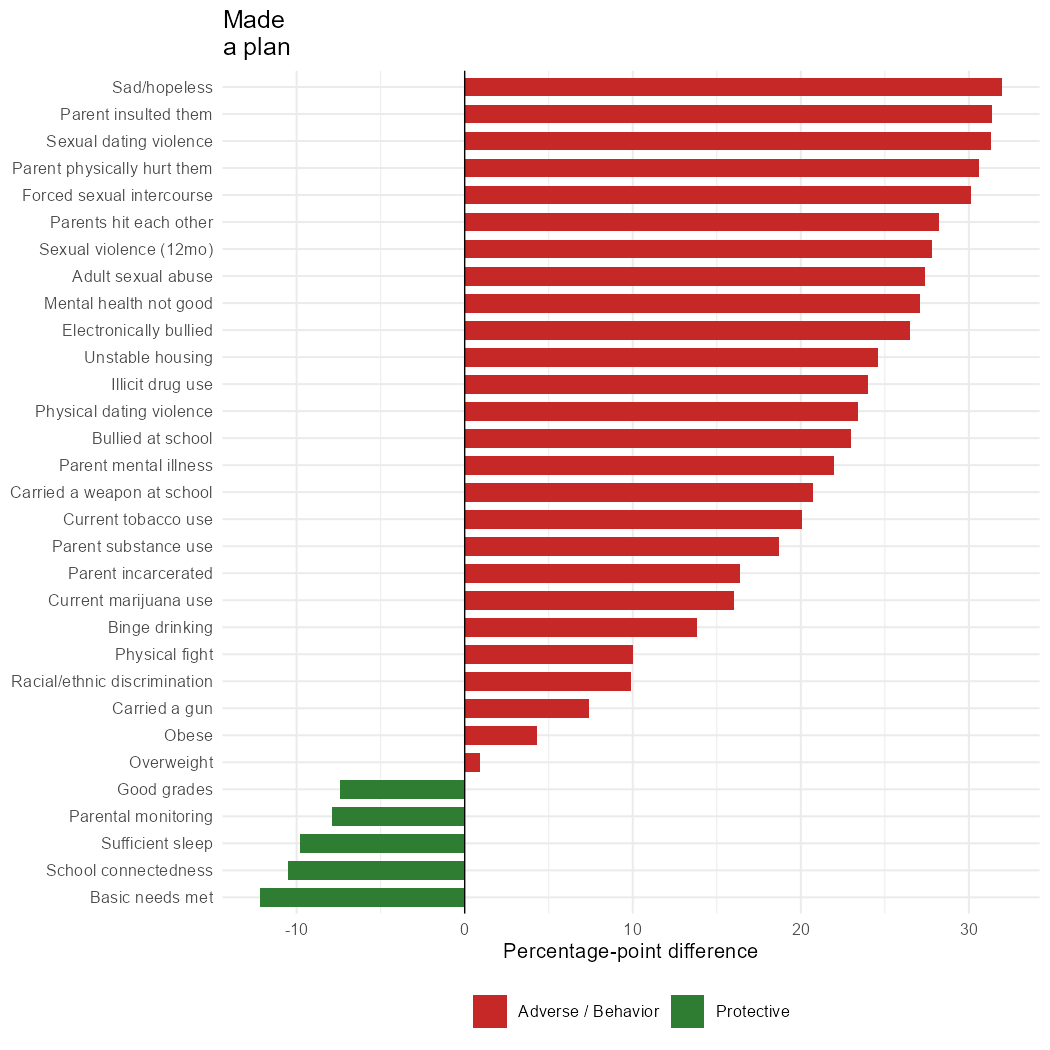 Made
a plan
Sad/hopeless
Parent insulted them
Sexual dating violence
Parent physically hurt them
Forced sexual intercourse
Parents hit each other
Sexual violence (12mo)
Adult sexual abuse
Mental health not good
Electronically bullied
Unstable housing
Illicit drug use
Physical dating violence
Bullied at school
Parent mental illness
Carried a weapon at school
Current tobacco use
Parent substance use
Parent incarcerated
Current marijuana use
Binge drinking
Physical fight
Racial/ethnic discrimination
Carried a gun
Obese
Overweight
Good grades
Parental monitoring
Sufficient sleep
School connectedness
Basic needs met
-10 0 10 20 30
Percentage-point difference
Adverse / Behavior Protective